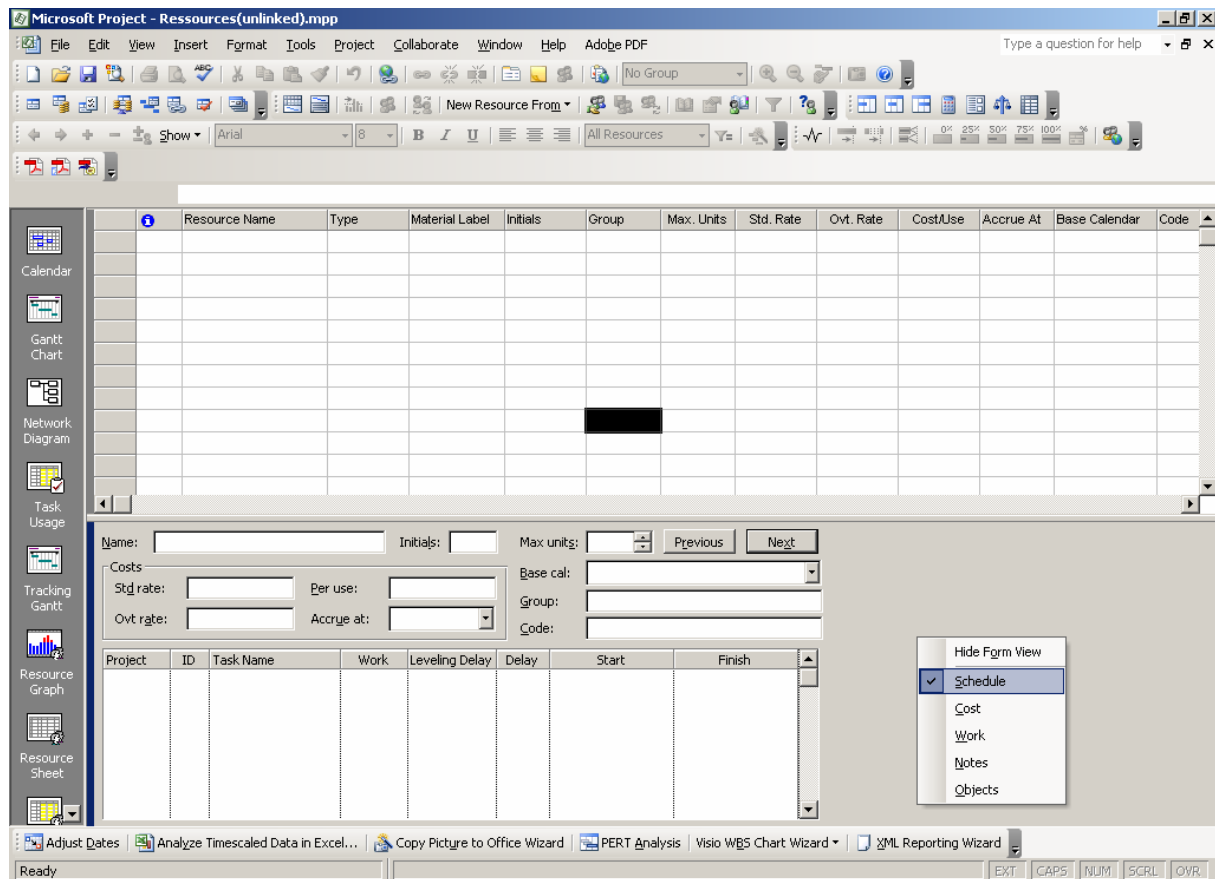 Microsoft Project - Ressources(unlinked).mpp
File Edit View Insert Format Tools Project Collaborate Window Help Adobe PDF Type a question for help
ABC No Group
New Resource From
Show Arial 8 B I U All Resources 0% 25% 50% 75% 100%
Resource Name Type Material Label Initials Group Max. Units Std. Rate Ovt. Rate Cost/Use Accrue At Base Calendar Code
Calendar
Gantt
Chart
Network
Diagram
Task
Usage
Tracking
Gantt
Resource
Graph
Resource
Sheet
Name: Initials: Max units: Previous Next
Costs
Std rate: Per use: Base cal:
Group:
Ovt rate: Accrue at:
Code:
Project ID Task Name Work Leveling Delay Delay Start Finish
Hide Form View
Schedule
Cost
Work
Notes
Objects
Adjust Dates Analyze Timescaled Data in Excel... Copy Picture to Office Wizard PERT Analysis Visio WBS Chart Wizard XML Reporting Wizard
Ready EXT CAPS NUM SCRL OVR